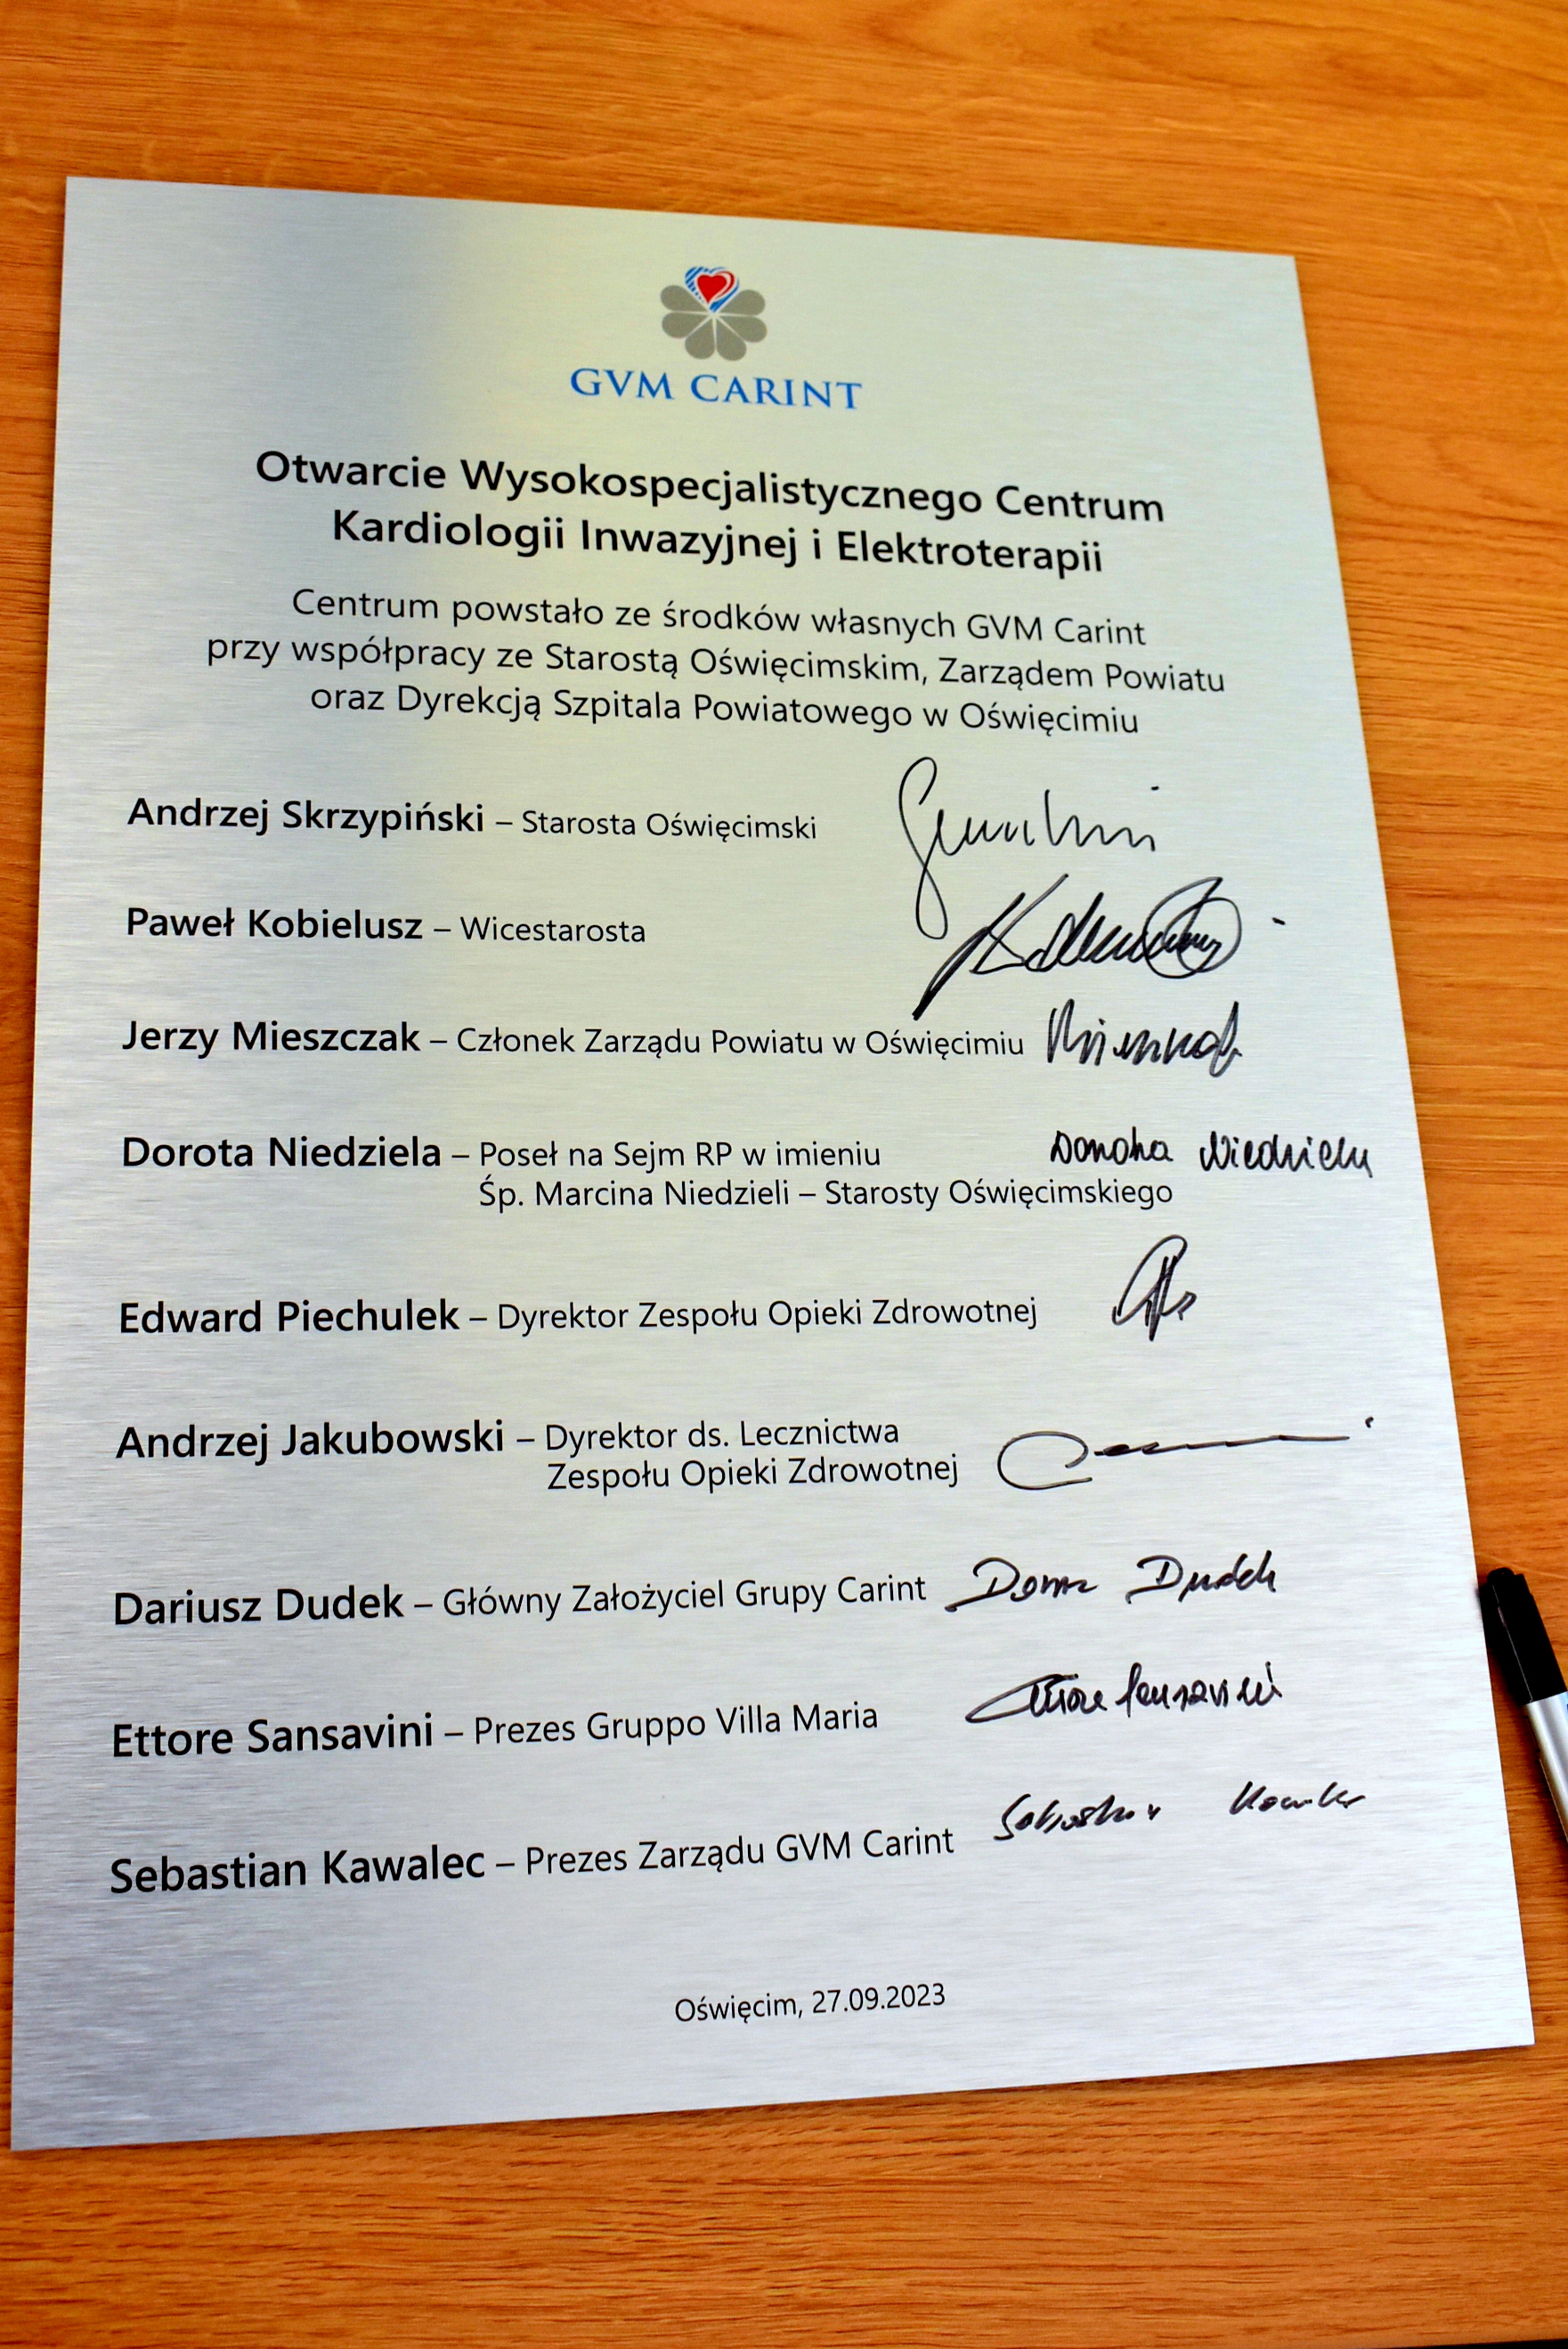 GVM CARINT
Otwarcie Wysokospecjalistycznego Centrum
Kardiologii Inwazyjnej i Elektroterapii
Centrum powstało ze środków własnych GVM Carint
przy współpracy ze Starostą Oświęcimskim, Zarządem Powiatu
oraz Dyrekcją Szpitala Powiatowego w Oświęcimiu
Andrzej Skrzypiński – Starosta Oświęcimski
Paweł Kobielusz – Wicestarosta
Jerzy Mieszczak – Członek Zarządu Powiatu w Oświęcimiu
Dorota Niedziela – Poseł na Sejm RP w imieniu Dorota Niedziela
Śp. Marcina Niedzieli – Starosty Oświęcimskiego
Edward Piechulek – Dyrektor Zespołu Opieki Zdrowotnej
Andrzej Jakubowski – Dyrektor ds. Lecznictwa
Zespołu Opieki Zdrowotnej
Dariusz Dudek – Główny Założyciel Grupy Carint Dudek
Ettore Sansavini – Prezes Gruppo Villa Maria Ettore Sansavini
Sebastian Kawalec – Prezes Zarządu GVM Carint
Oświęcim, 27.09.2023